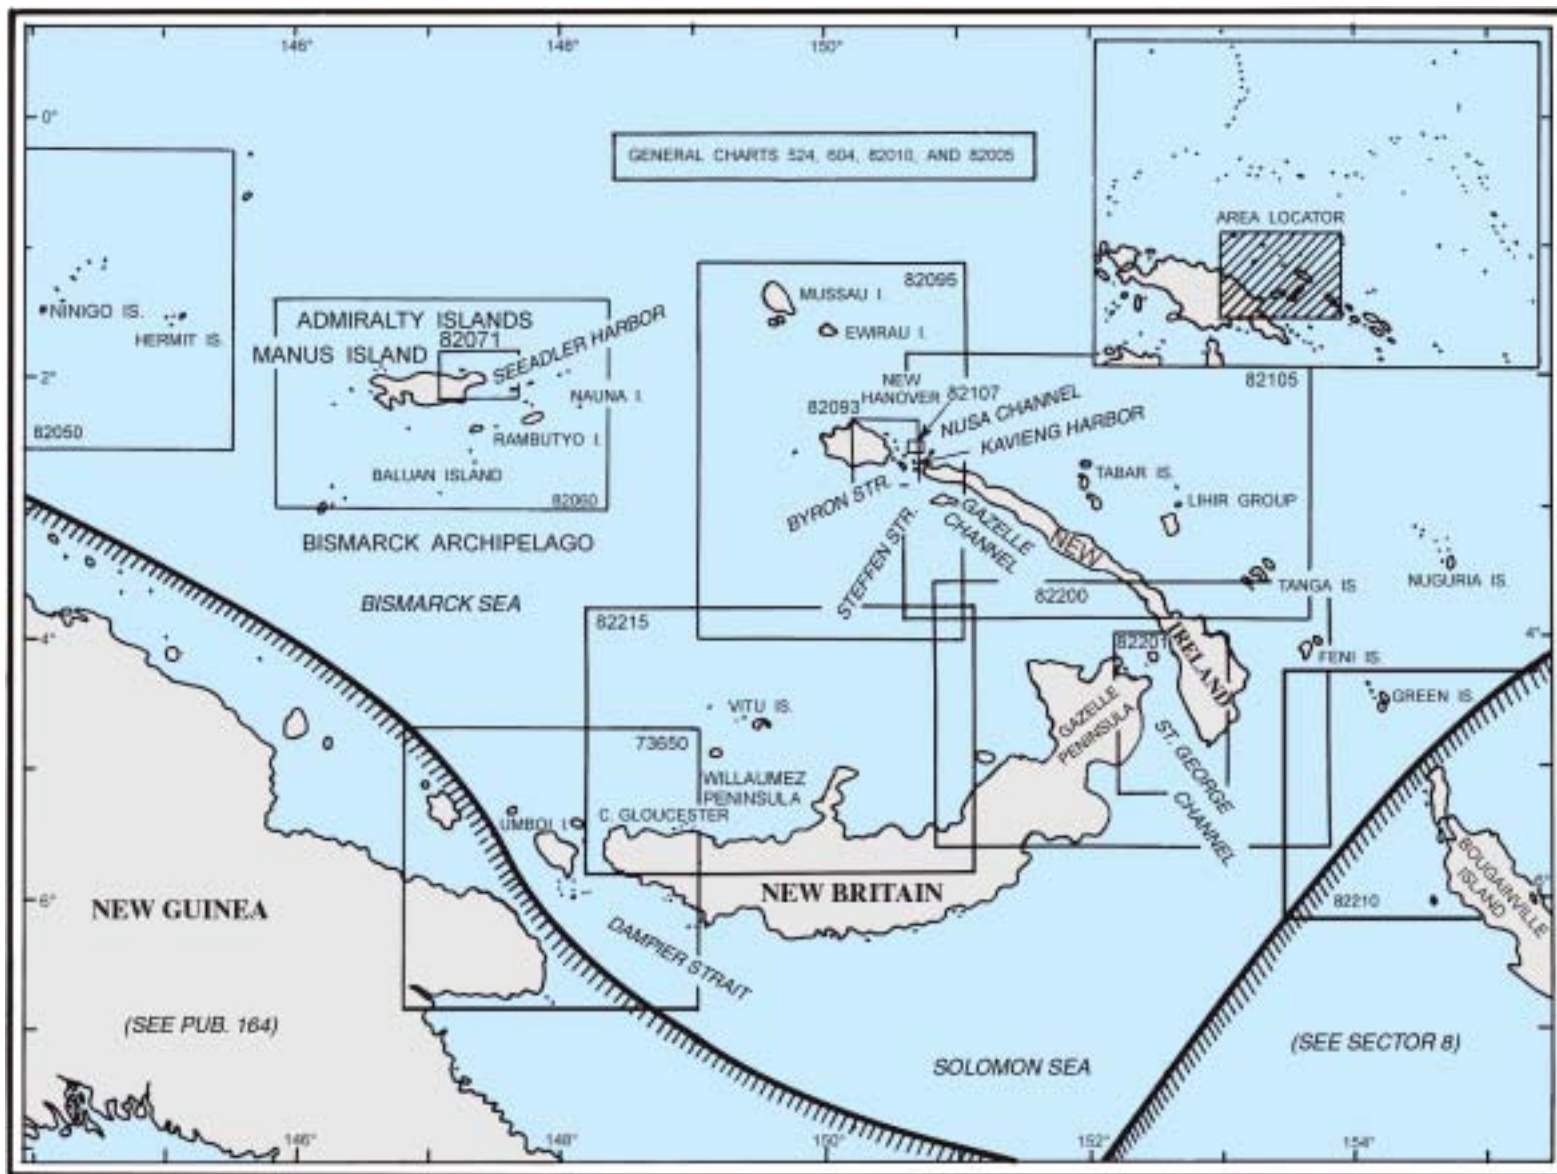 146°
148°
150°
0°
GENERAL CHARTS 524, 604, 82010, AND 82005
AREA LOCATOR
NINIGO IS.
HERMIT IS.
82050
2°
ADMIRALTY ISLANDS
MANUS ISLAND
82071
SEEADLER HARBOR
NAUNA I.
RAMBUTYO I.
BALUAN ISLAND
82060
BISMARCK ARCHIPELAGO
BISMARCK SEA
MUSSAU I.
82095
EWIRAU I.
NEW
HANOVER
82107
82093
NUSA CHANNEL
KAVIENG HARBOR
BYRON STR.
STEFFEN STR.
GAZELLE
CHANNEL
82105
TABAR IS.
LIHIR GROUP
NEW
IRELAND
TANGA IS.
NUGURIA IS.
82200
82201
FENI IS.
4°
4°
GREEN IS.
82215
VITU IS.
73650
WILLAUMEZ
PENINSULA
UMBOI I.
C. GLOUCESTER
GAZELLE
PENINSULA
ST. GEORGE
CHANNEL
NEW BRITAIN
6°
6°
NEW GUINEA
DAMPIER STRAIT
82210
BOUGAINVILLE
ISLAND
(SEE PUB. 164)
SOLOMON SEA
(SEE SECTOR 8)
146°
148°
150°
152°
154°